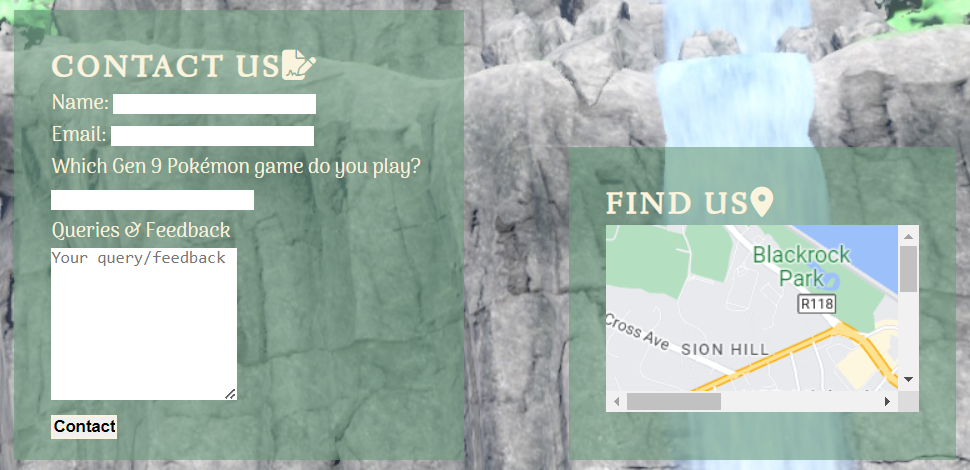 CONTACT US
Name:
Email:
Which Gen 9 Pokémon game do you play?
Queries & Feedback
Your query/feedback
Contact
FIND US
Blackrock
Park
R118
Cross Ave
SION HILL